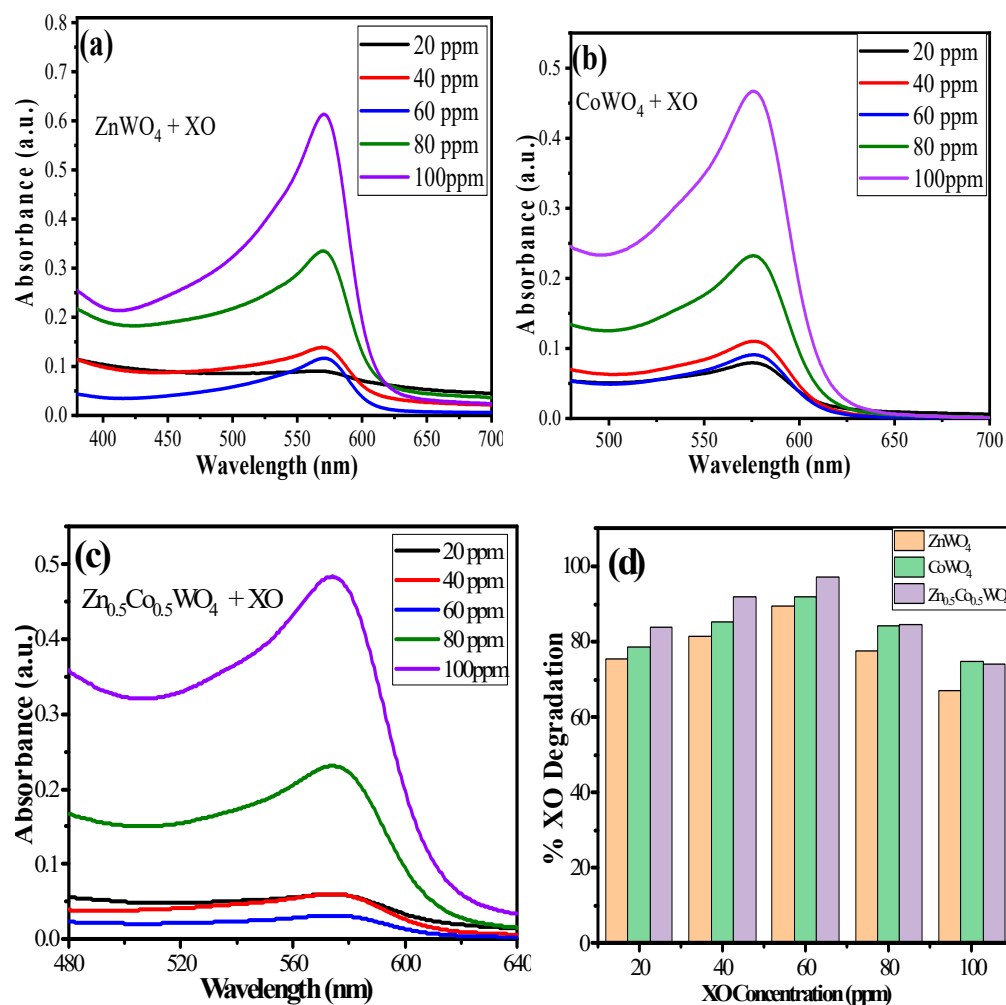 (a)
ZnWO₄ + XO
20 ppm
40 ppm
60 ppm
80 ppm
100ppm
Absorbance (a.u.)
0.8
0.7
0.6
0.5
0.4
0.3
0.2
0.1
0.0
400 450 500 550 600 650 700
Wavelength (nm)
(b)
CoWO₄ + XO
20 ppm
40 ppm
60 ppm
80 ppm
100ppm
Absorbance (a.u.)
0.5
0.4
0.3
0.2
0.1
0.0
500 550 600 650 700
Wavelength (nm)
(c)
Zn₀.₅Co₀.₅WO₄ + XO
20 ppm
40 ppm
60 ppm
80 ppm
100ppm
Absorbance (a.u.)
0.5
0.4
0.3
0.2
0.1
0.0
480 520 560 600 640
Wavelength (nm)
(d)
ZnWO₄
CoWO₄
Zn₀.₅Co₀.₅WO₄
% XO Degradation
100
80
60
40
20
0
20 40 60 80 100
XO Concentration (ppm)